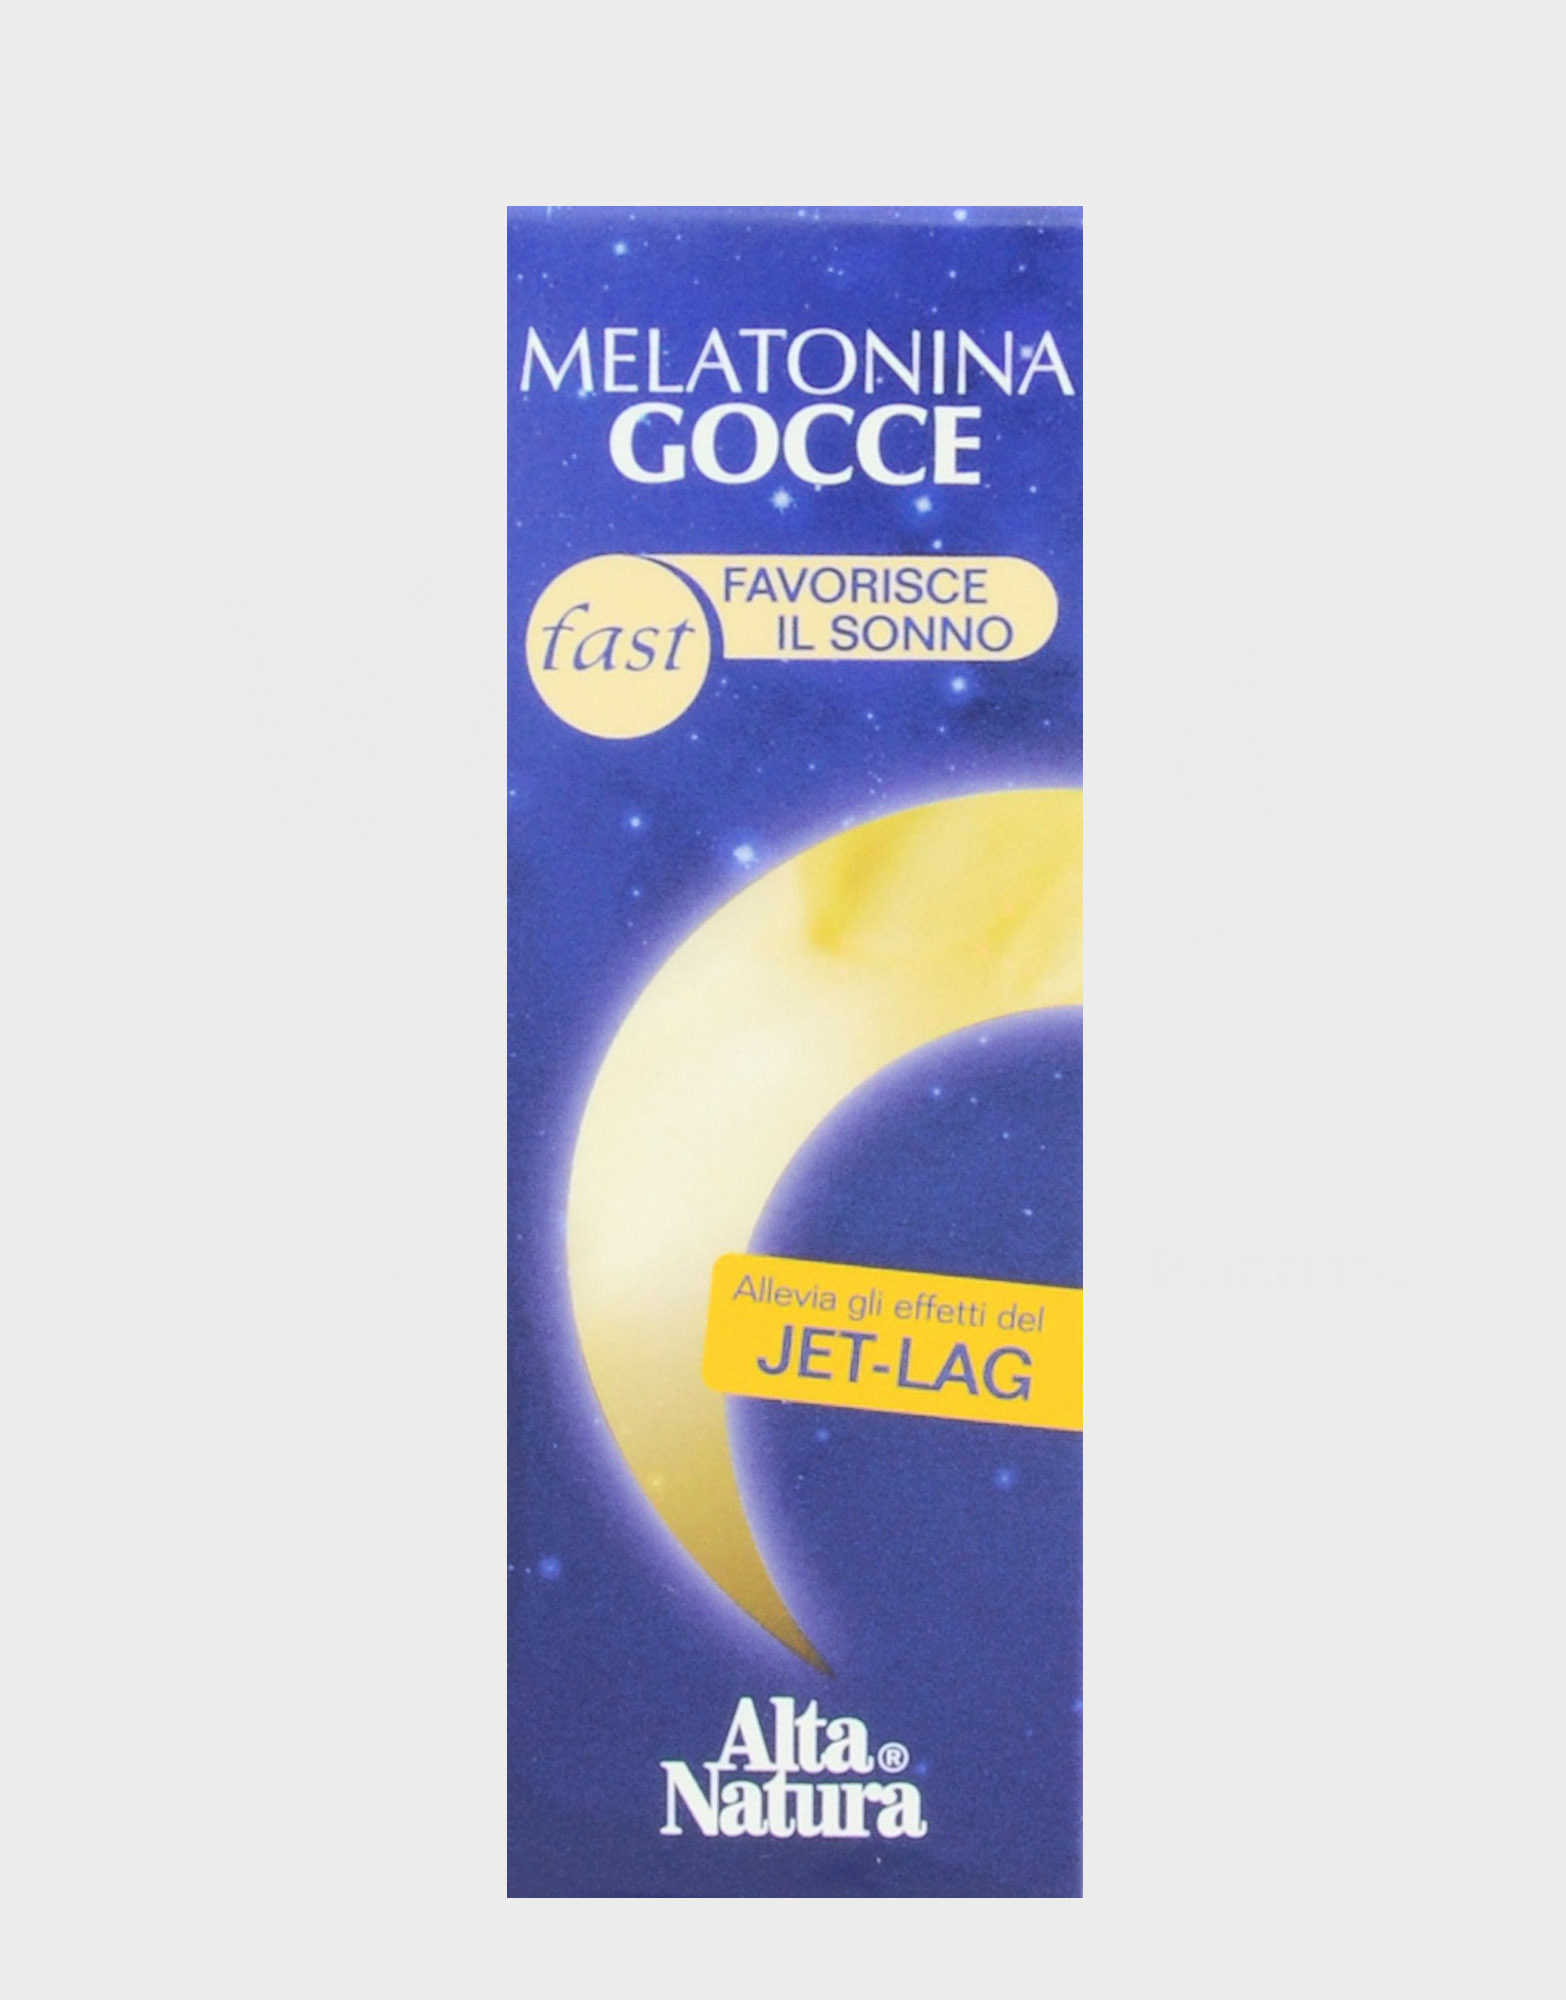 MELATONINA
GOCCE
fast
FAVORISCE
IL SONNO
Allevia gli effetti del
JET-LAG
Alta
Natura®